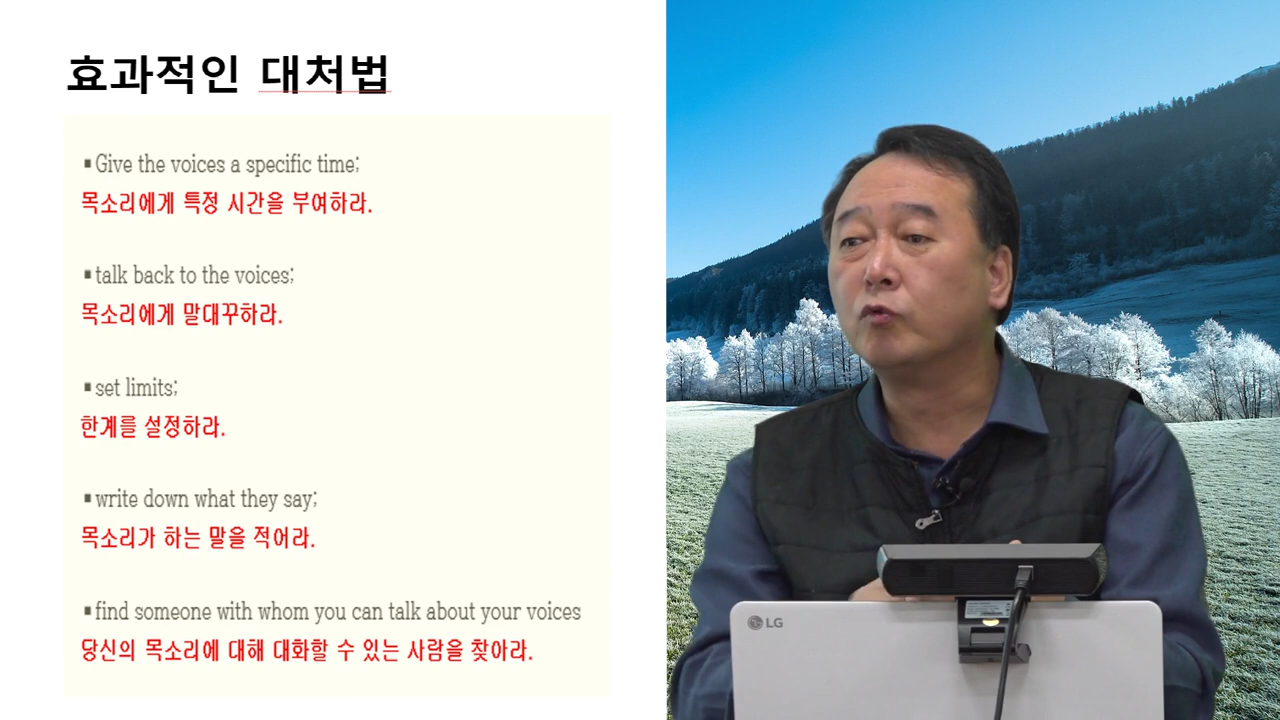 효과적인 대처법
▪Give the voices a specific time;
목소리에게 특정 시간을 부여하라.
▪talk back to the voices;
목소리에게 말대꾸하라.
▪set limits;
한계를 설정하라.
▪write down what they say;
목소리가 하는 말을 적어라.
▪find someone with whom you can talk about your voices
당신의 목소리에 대해 대화할 수 있는 사람을 찾아라.
LG